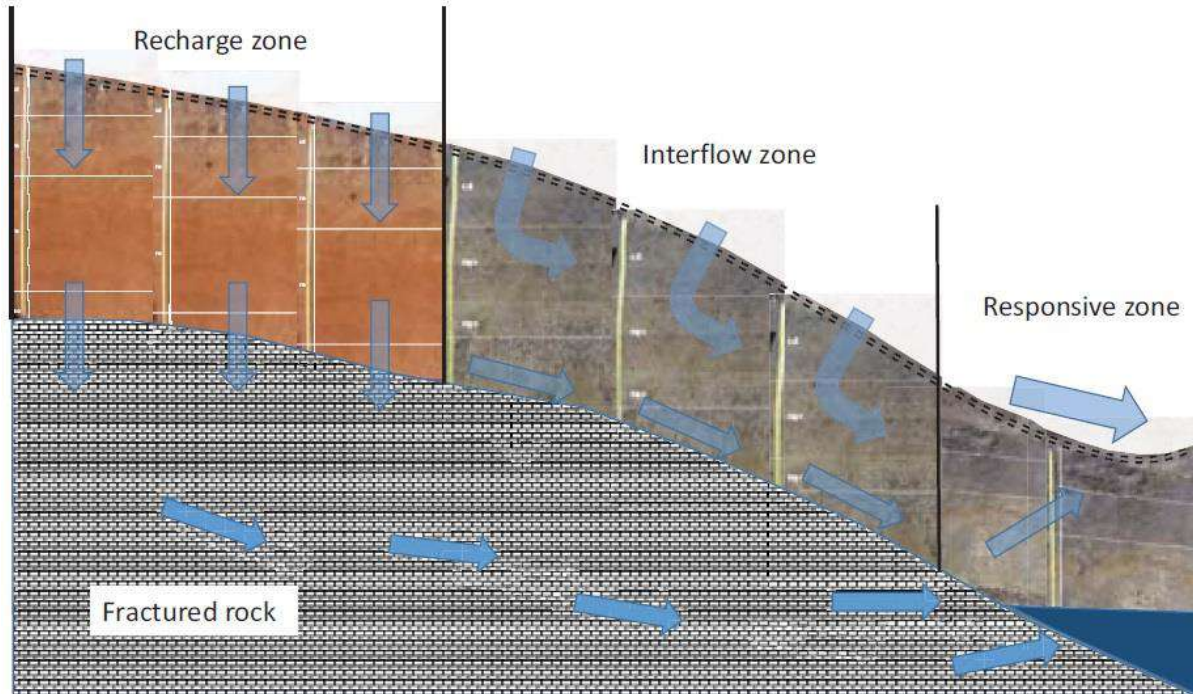 Recharge zone
Interflow zone
Responsive zone
Fractured rock